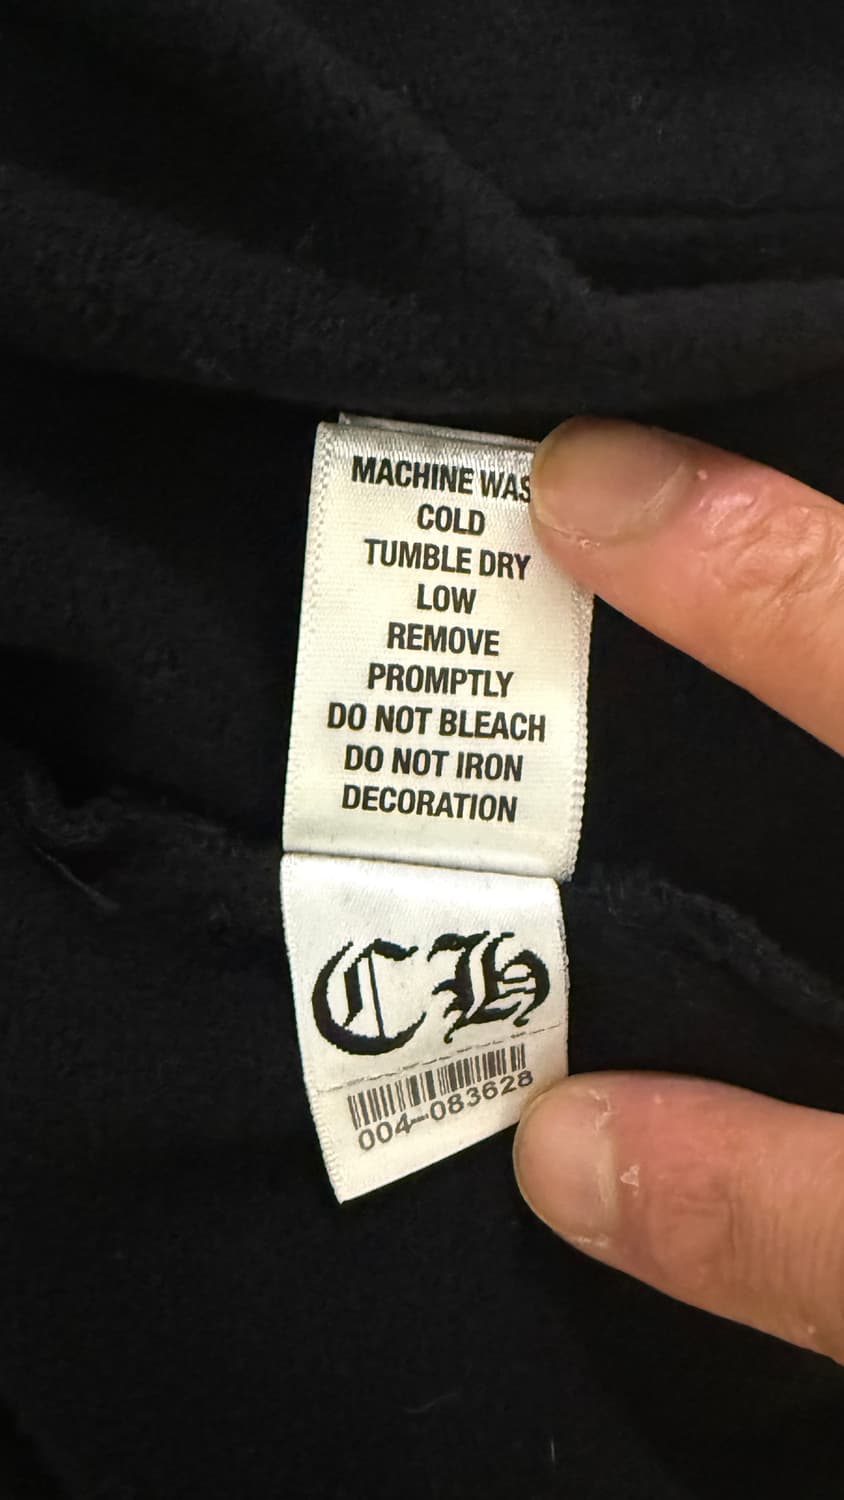 MACHINE WAS
COLD
TUMBLE DRY
LOW
REMOVE
PROMPTLY
DO NOT BLEACH
DO NOT IRON
DECORATION
CH
004-083628